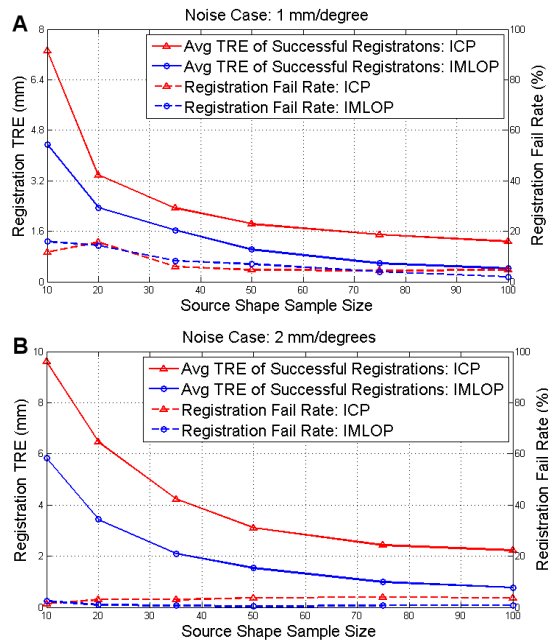 A
Noise Case: 1 mm/degree
Avg TRE of Successful Registratons: ICP
Avg TRE of Successful Registratons: IMLOP
Registration Fail Rate: ICP
Registration Fail Rate: IMLOP
Registration TRE (mm)
8
6.4
4.8
3.2
1.6
0
Registration Fail Rate (%)
100
80
60
40
20
0
10 20 30 40 50 60 70 80 90 100
Source Shape Sample Size
B
Noise Case: 2 mm/degrees
Avg TRE of Successful Registrations: ICP
Avg TRE of Successful Registrations: IMLOP
Registration Fail Rate: ICP
Registration Fail Rate: IMLOP
Registration TRE (mm)
10
8
6
4
2
0
Registration Fail Rate (%)
100
80
60
40
20
0
10 20 30 40 50 60 70 80 90 100
Source Shape Sample Size